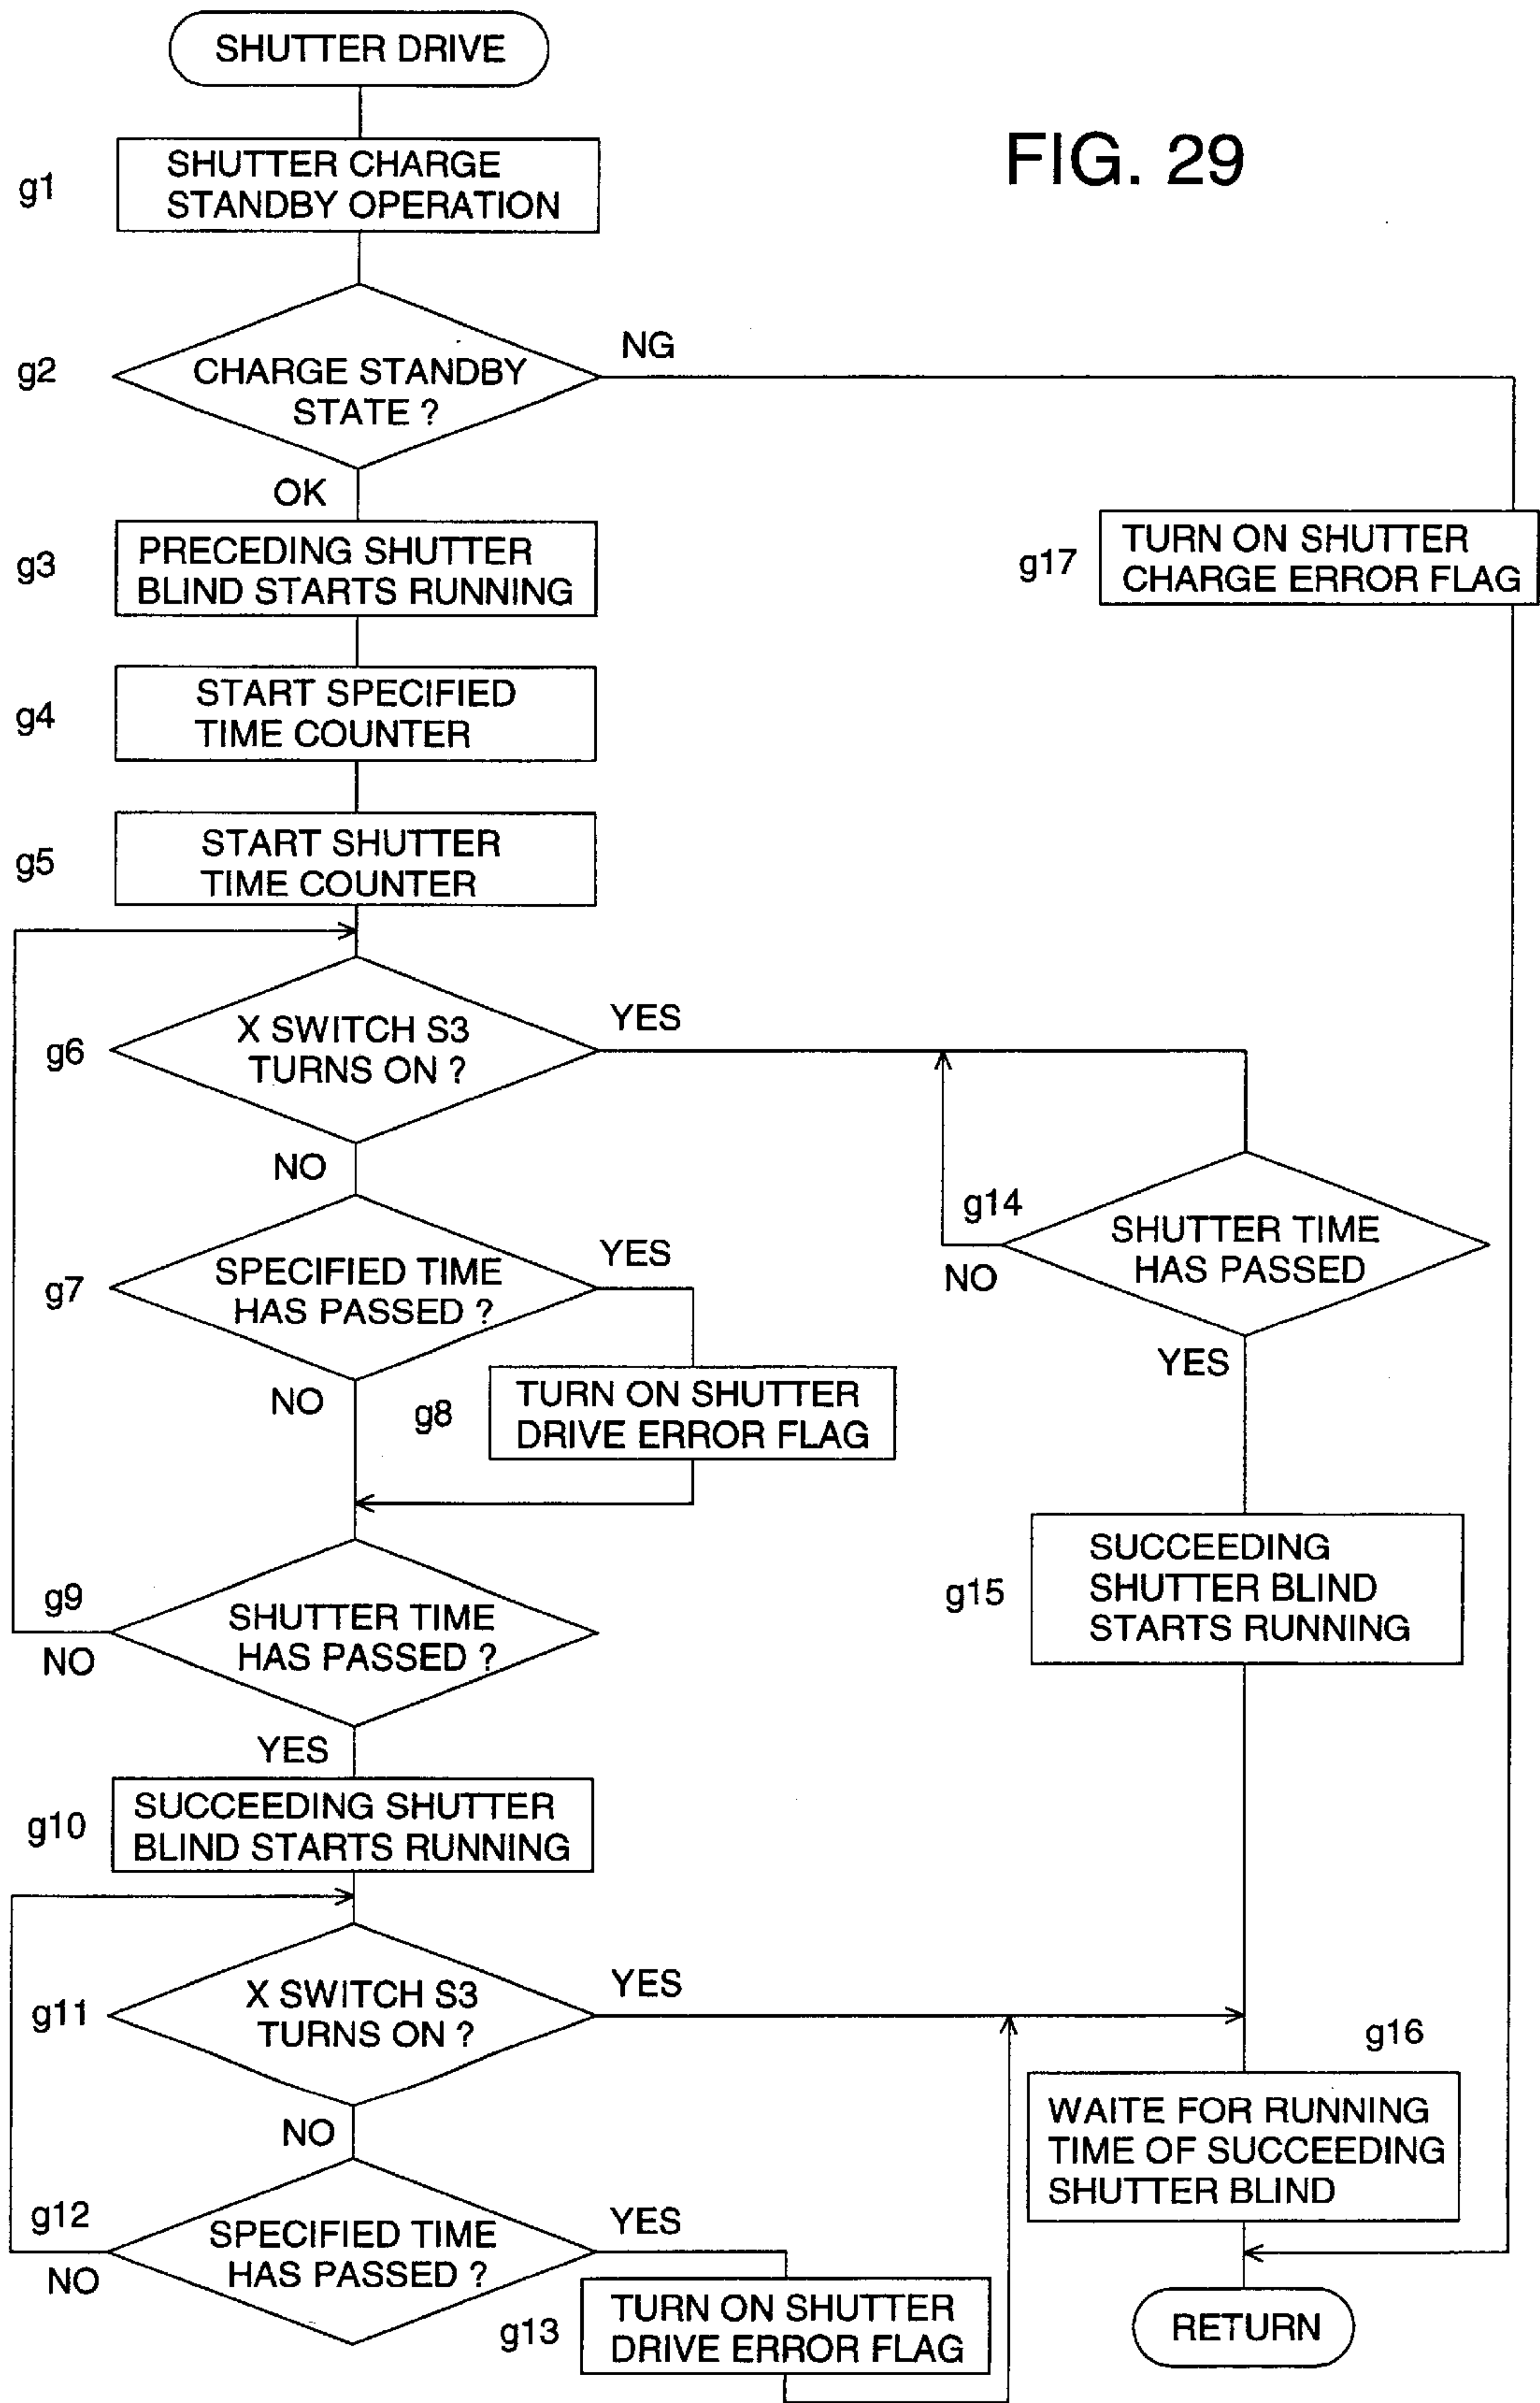 SHUTTER DRIVE
FIG. 29
g1
SHUTTER CHARGE
STANDBY OPERATION
g2
CHARGE STANDBY
STATE ?
NG
OK
g3
PRECEDING SHUTTER
BLIND STARTS RUNNING
g17
TURN ON SHUTTER
CHARGE ERROR FLAG
g4
START SPECIFIED
TIME COUNTER
g5
START SHUTTER
TIME COUNTER
g6
X SWITCH S3
TURNS ON ?
YES
NO
g14
SHUTTER TIME
HAS PASSED
NO
YES
g7
SPECIFIED TIME
HAS PASSED ?
YES
NO
g8
TURN ON SHUTTER
DRIVE ERROR FLAG
g9
SHUTTER TIME
HAS PASSED ?
NO
YES
g15
SUCCEEDING
SHUTTER BLIND
STARTS RUNNING
g10
SUCCEEDING SHUTTER
BLIND STARTS RUNNING
g11
X SWITCH S3
TURNS ON ?
YES
NO
g16
WAITE FOR RUNNING
TIME OF SUCCEEDING
SHUTTER BLIND
g12
SPECIFIED TIME
HAS PASSED ?
YES
NO
g13
TURN ON SHUTTER
DRIVE ERROR FLAG
RETURN